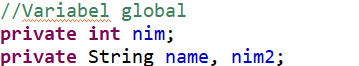 //Variabel global
private int nim;
private String name, nim2;